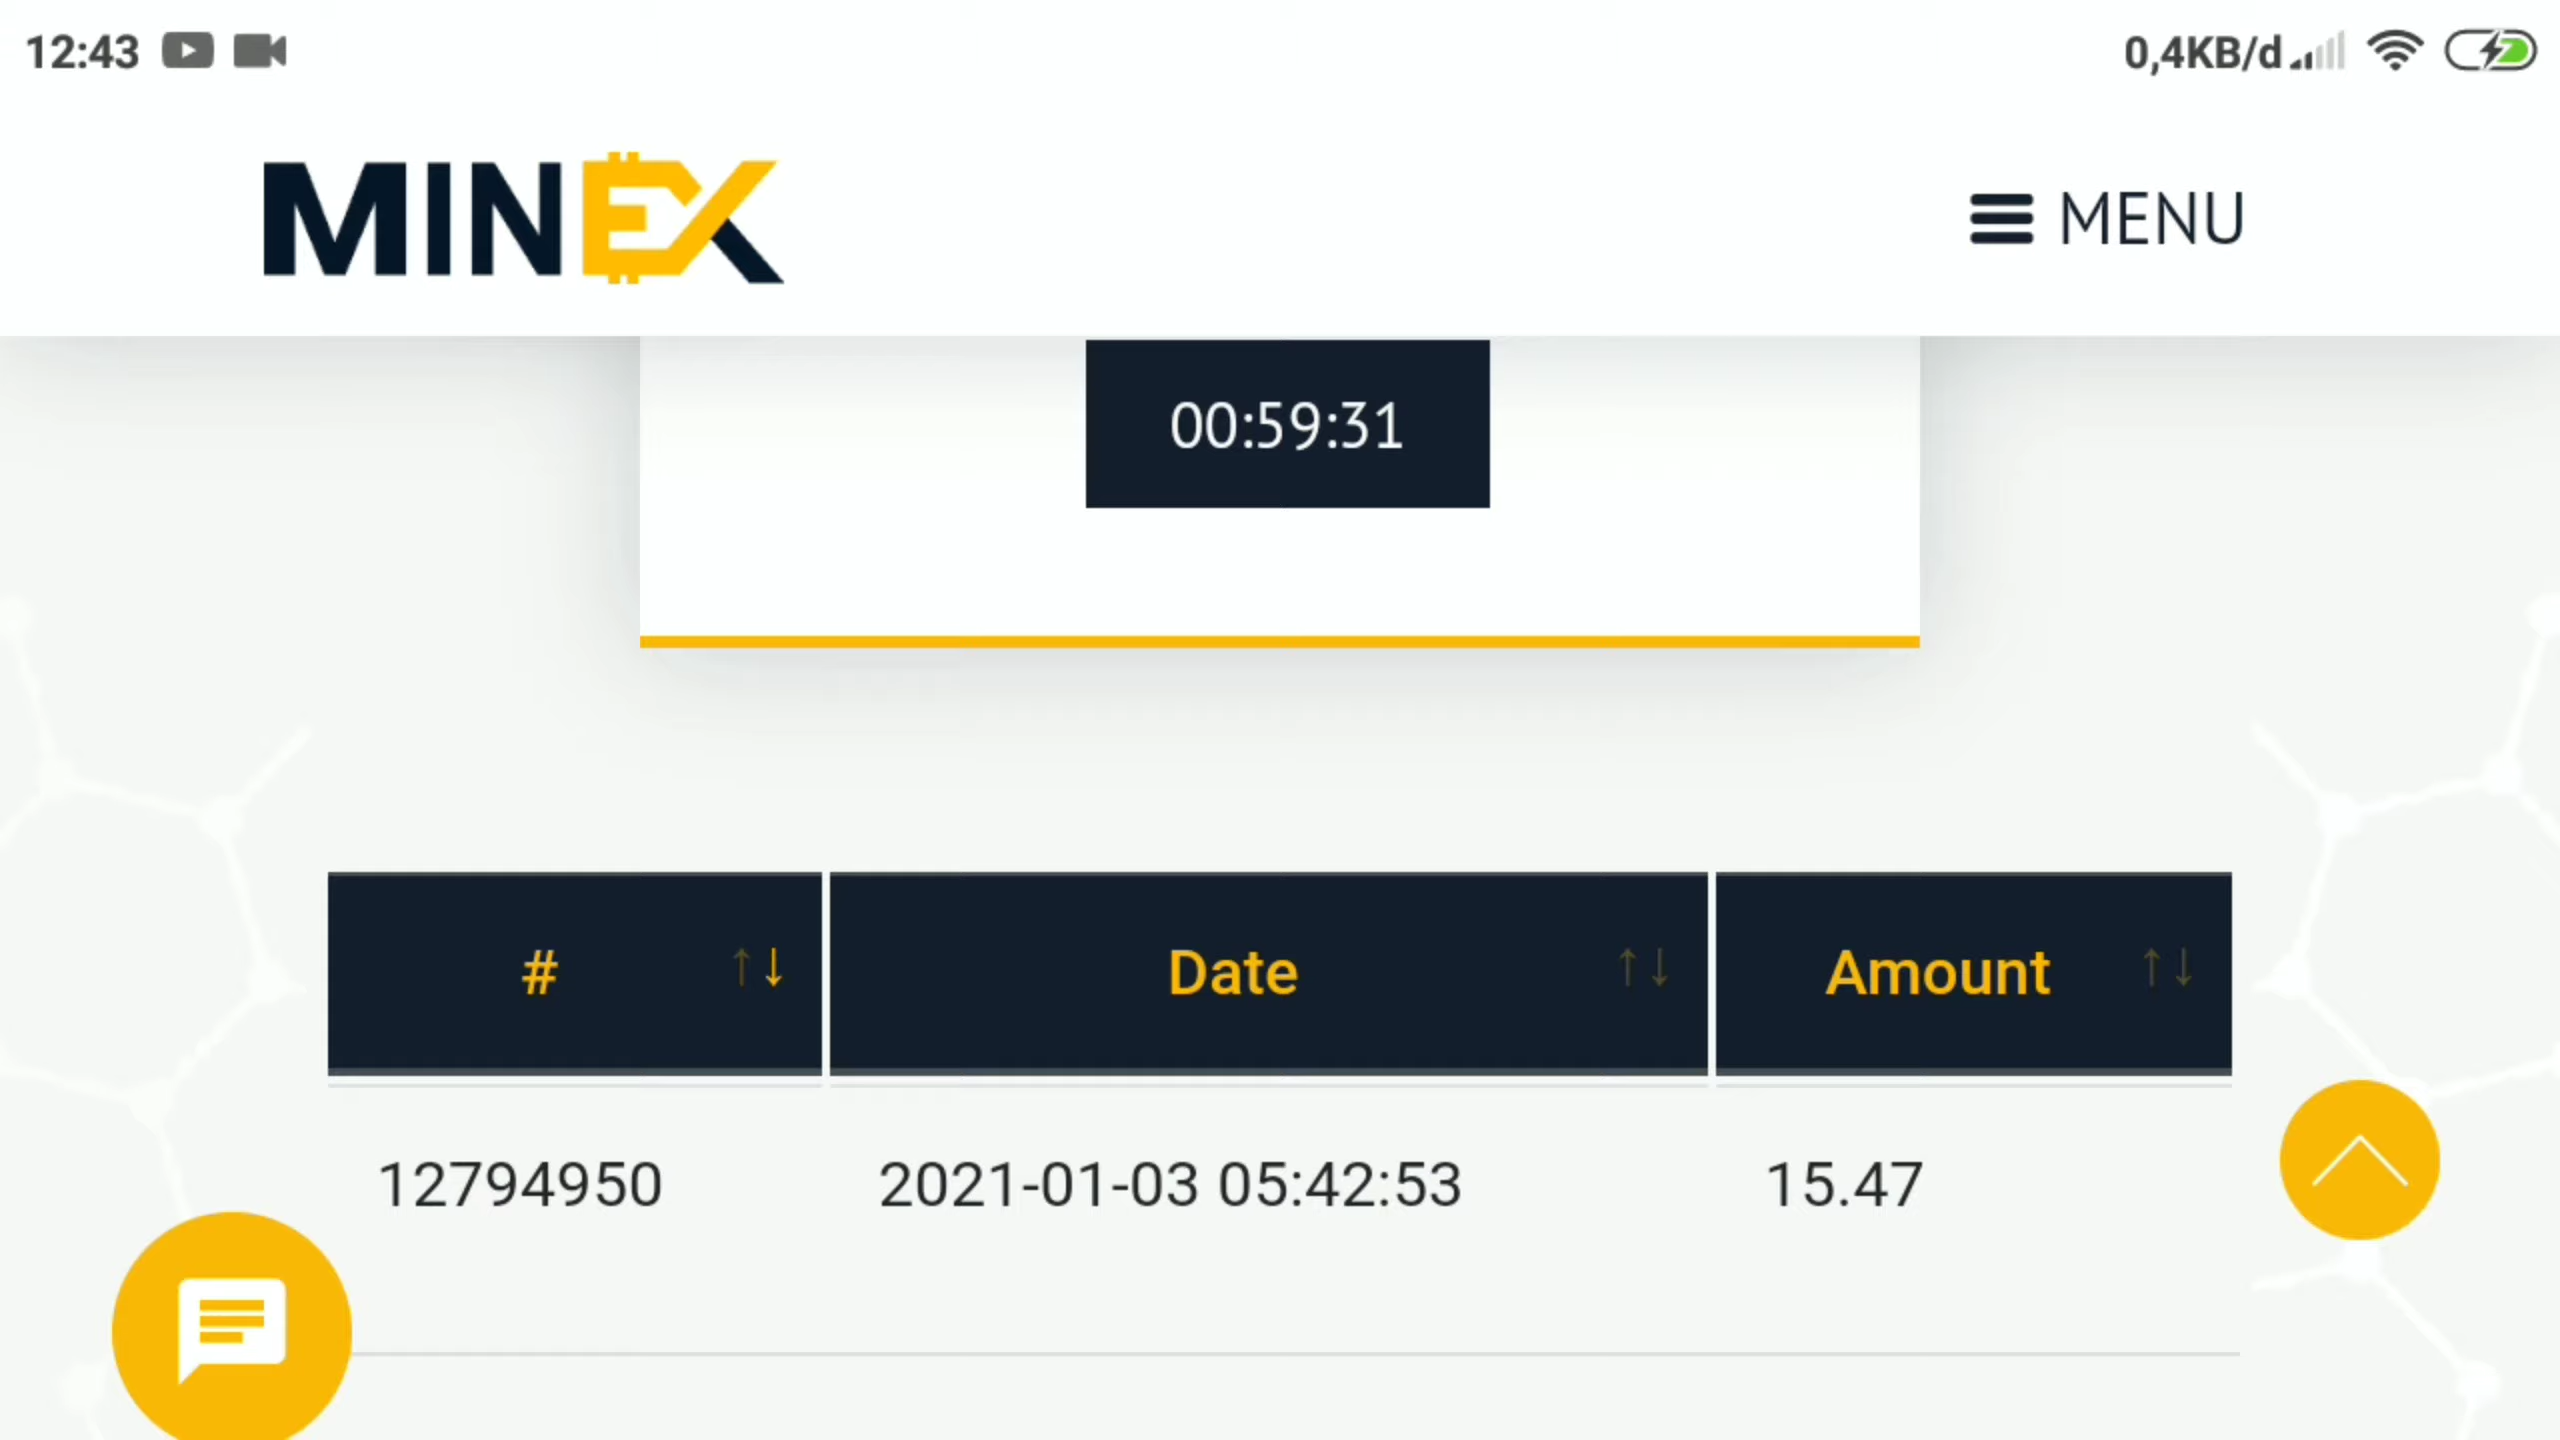 12:43 0,4KB/d
MINEX MENU
00:59:31
# ↑↓ Date ↑↓ Amount ↑↓
12794950 2021-01-03 05:42:53 15.47